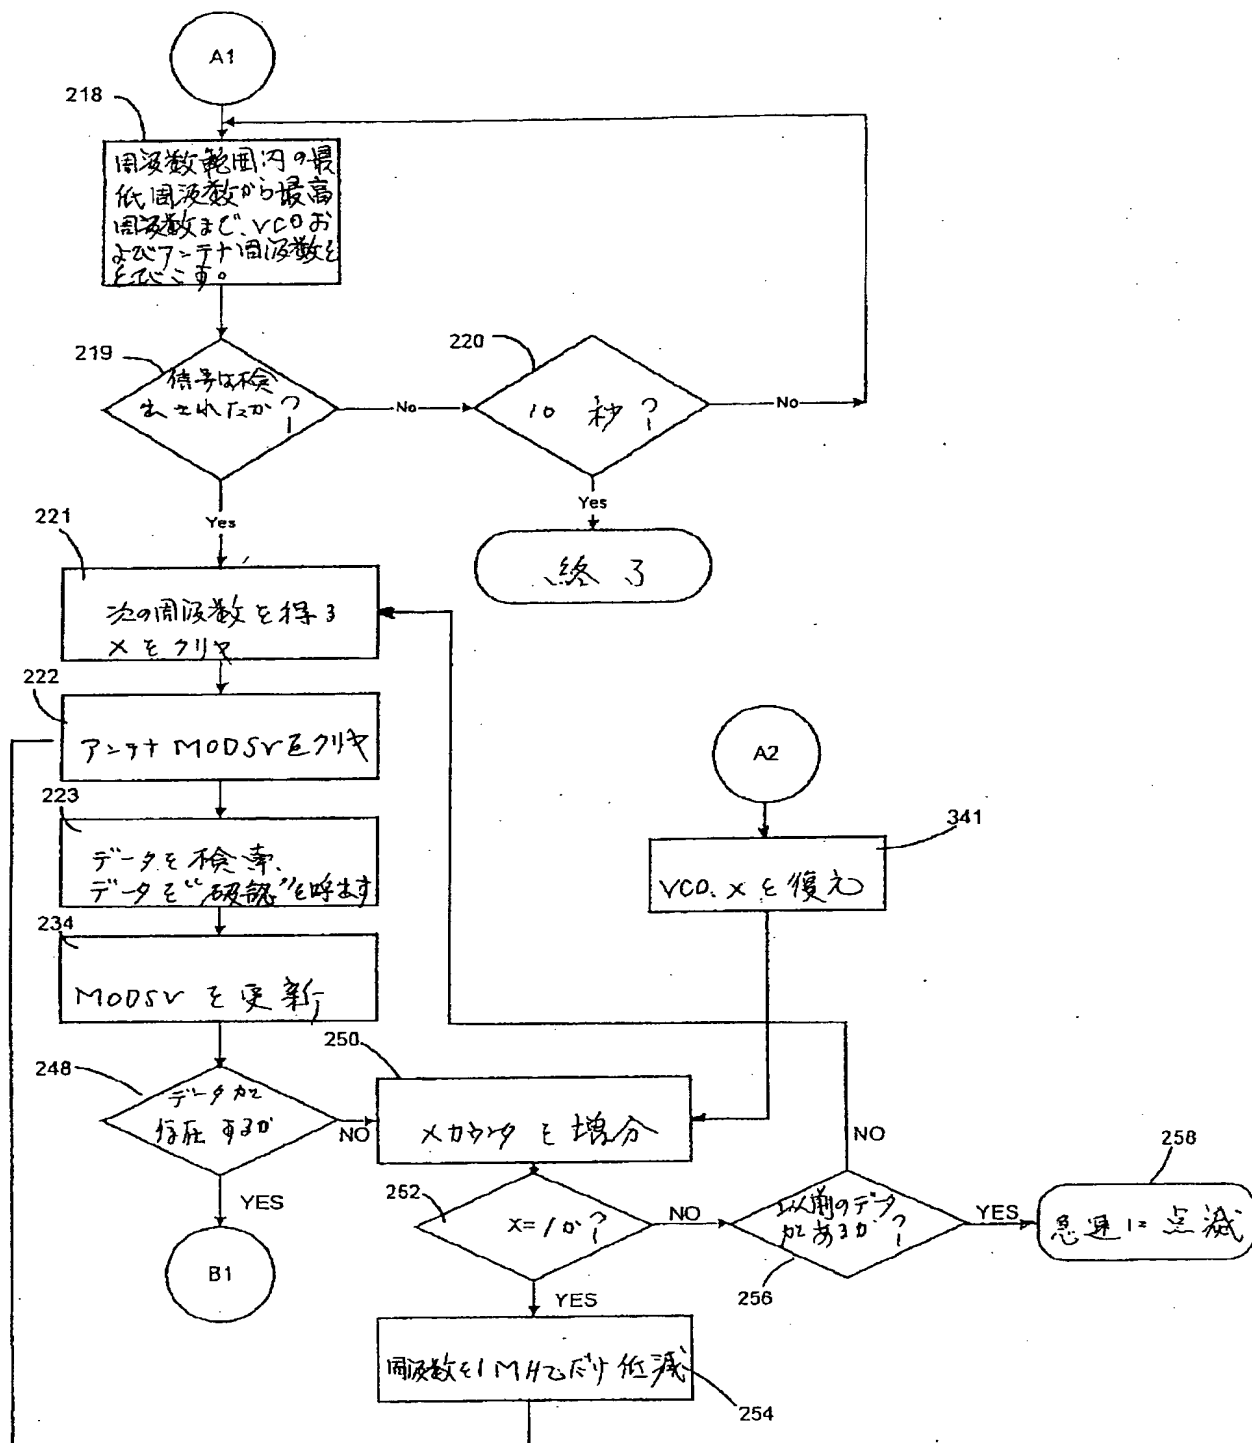 A1
218
周波数範囲内の最
低周波数から最高
周波数まで、VCOお
よびアンテナ周波数を
とびこす。
219
信号は検
出されたか?
No
220
10 秒?
No
Yes
Yes
終了
221
次の周波数を得る
Xをクリヤ
222
アンテナ MODSVをクリヤ
A2
223
データを検索、
データを“確認”を呼出す
341
VCO、Xを復元
234
MODSVを更新
248
データが
存在するか
NO
250
Xカウンタを増分
NO
258
YES
252
X=1か?
NO
以前のデータ
があるか?
YES
急速に点滅
B1
256
YES
周波数を1MHzだけ低減
254